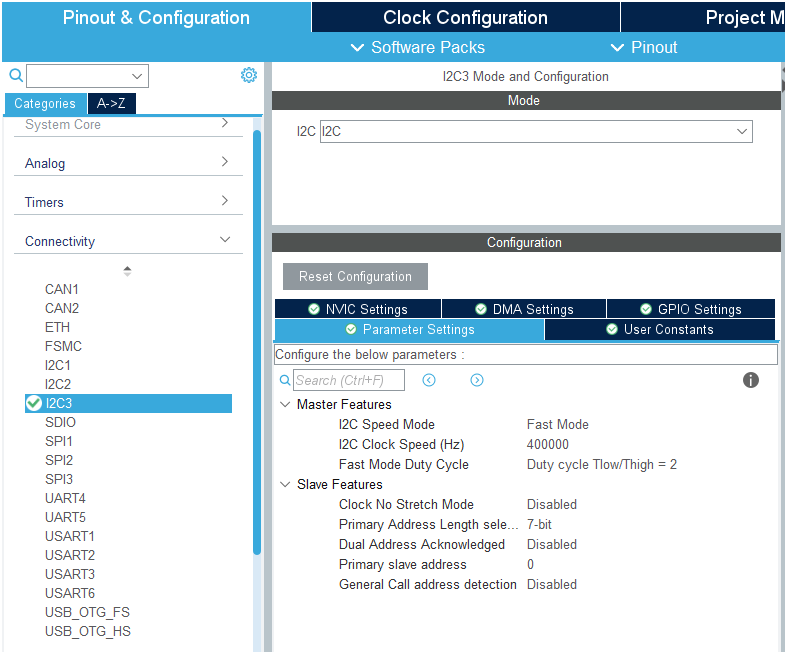 Pinout & Configuration
Clock Configuration
Project M
Software Packs
Pinout
Categories
A->Z
System Core
Analog
Timers
Connectivity
CAN1
CAN2
ETH
FSMC
I2C1
I2C2
I2C3
SDIO
SPI1
SPI2
SPI3
UART4
UART5
USART1
USART2
USART3
USART6
USB_OTG_FS
USB_OTG_HS
I2C3 Mode and Configuration
Mode
I2C I2C
Configuration
Reset Configuration
NVIC Settings
DMA Settings
GPIO Settings
Parameter Settings
User Constants
Configure the below parameters :
Search (Ctrl+F)
Master Features
I2C Speed Mode Fast Mode
I2C Clock Speed (Hz) 400000
Fast Mode Duty Cycle Duty cycle Tlow/Thigh = 2
Slave Features
Clock No Stretch Mode Disabled
Primary Address Length sele... 7-bit
Dual Address Acknowledged Disabled
Primary slave address 0
General Call address detection Disabled